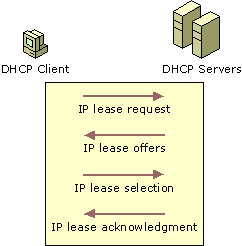 DHCP Client DHCP Servers
IP lease request
IP lease offers
IP lease selection
IP lease acknowledgment